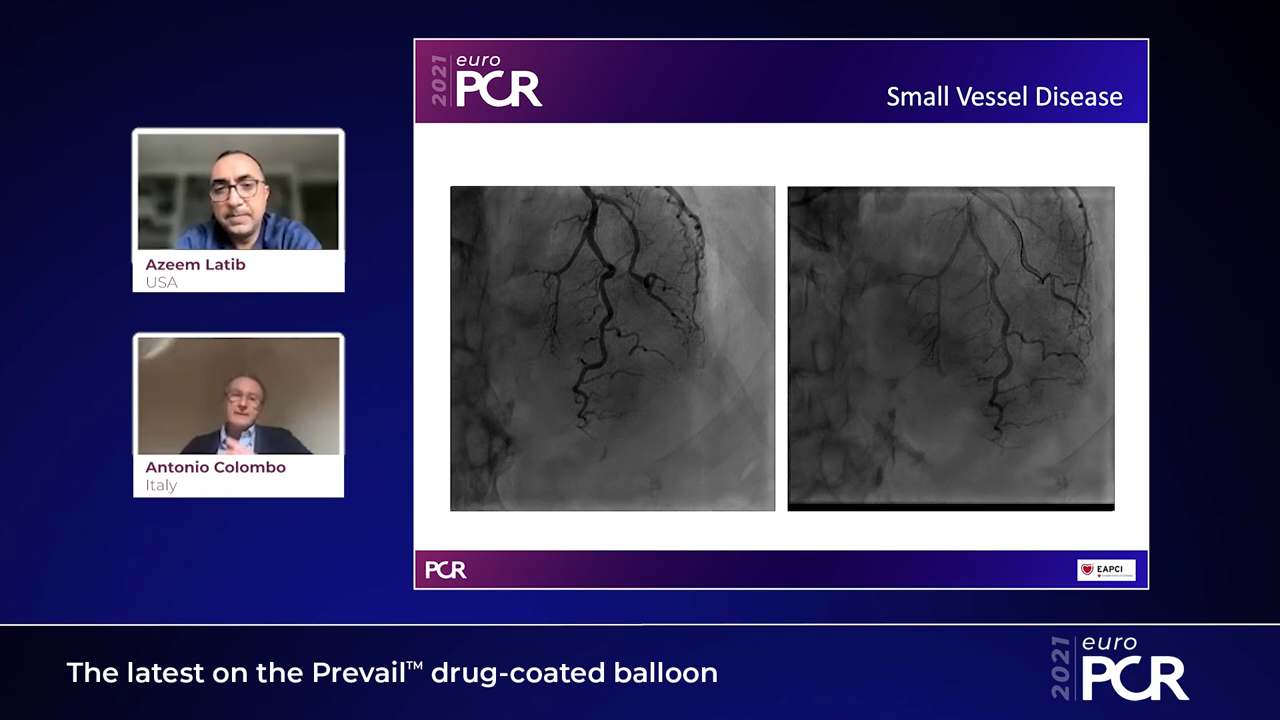 2021 euro
PCR
Small Vessel Disease
Azeem Latib
USA
Antonio Colombo
Italy
PCR
EAPCI
The latest on the Prevail™ drug-coated balloon
2021 euro
PCR